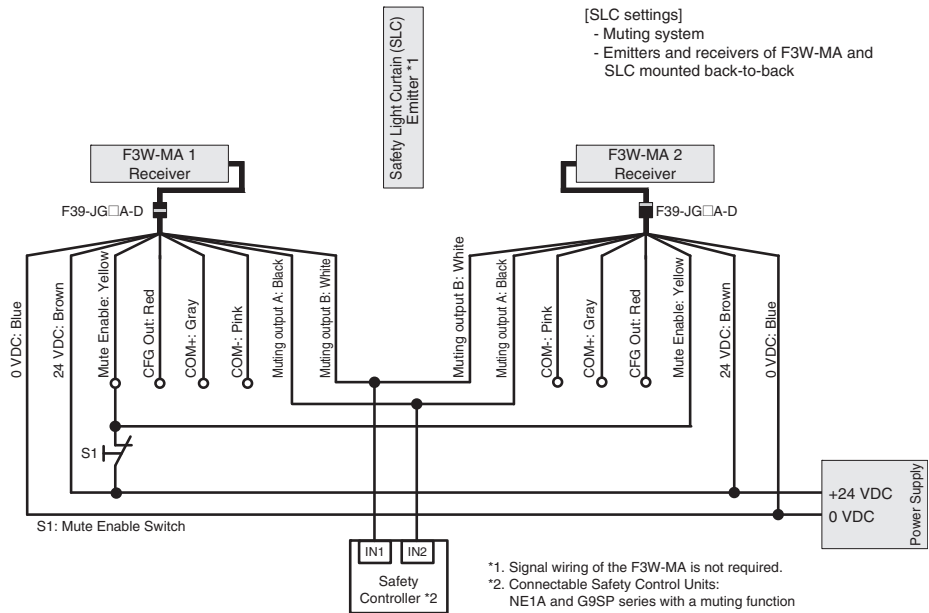 [SLC settings]
- Muting system
- Emitters and receivers of F3W-MA and
SLC mounted back-to-back
Safety Light Curtain (SLC)
Emitter *1
F3W-MA 1
Receiver
F3W-MA 2
Receiver
F39-JG□A-D
F39-JG□A-D
0 VDC: Blue
24 VDC: Brown
Mute Enable: Yellow
CFG Out: Red
COM+: Gray
COM-: Pink
Muting output A: Black
Muting output B: White
Muting output B: White
Muting output A: Black
COM-: Pink
COM+: Gray
CFG Out: Red
Mute Enable: Yellow
24 VDC: Brown
0 VDC: Blue
S1
+24 VDC
0 VDC
Power Supply
S1: Mute Enable Switch
IN1
IN2
Safety
Controller *2
*1. Signal wiring of the F3W-MA is not required.
*2. Connectable Safety Control Units:
NE1A and G9SP series with a muting function